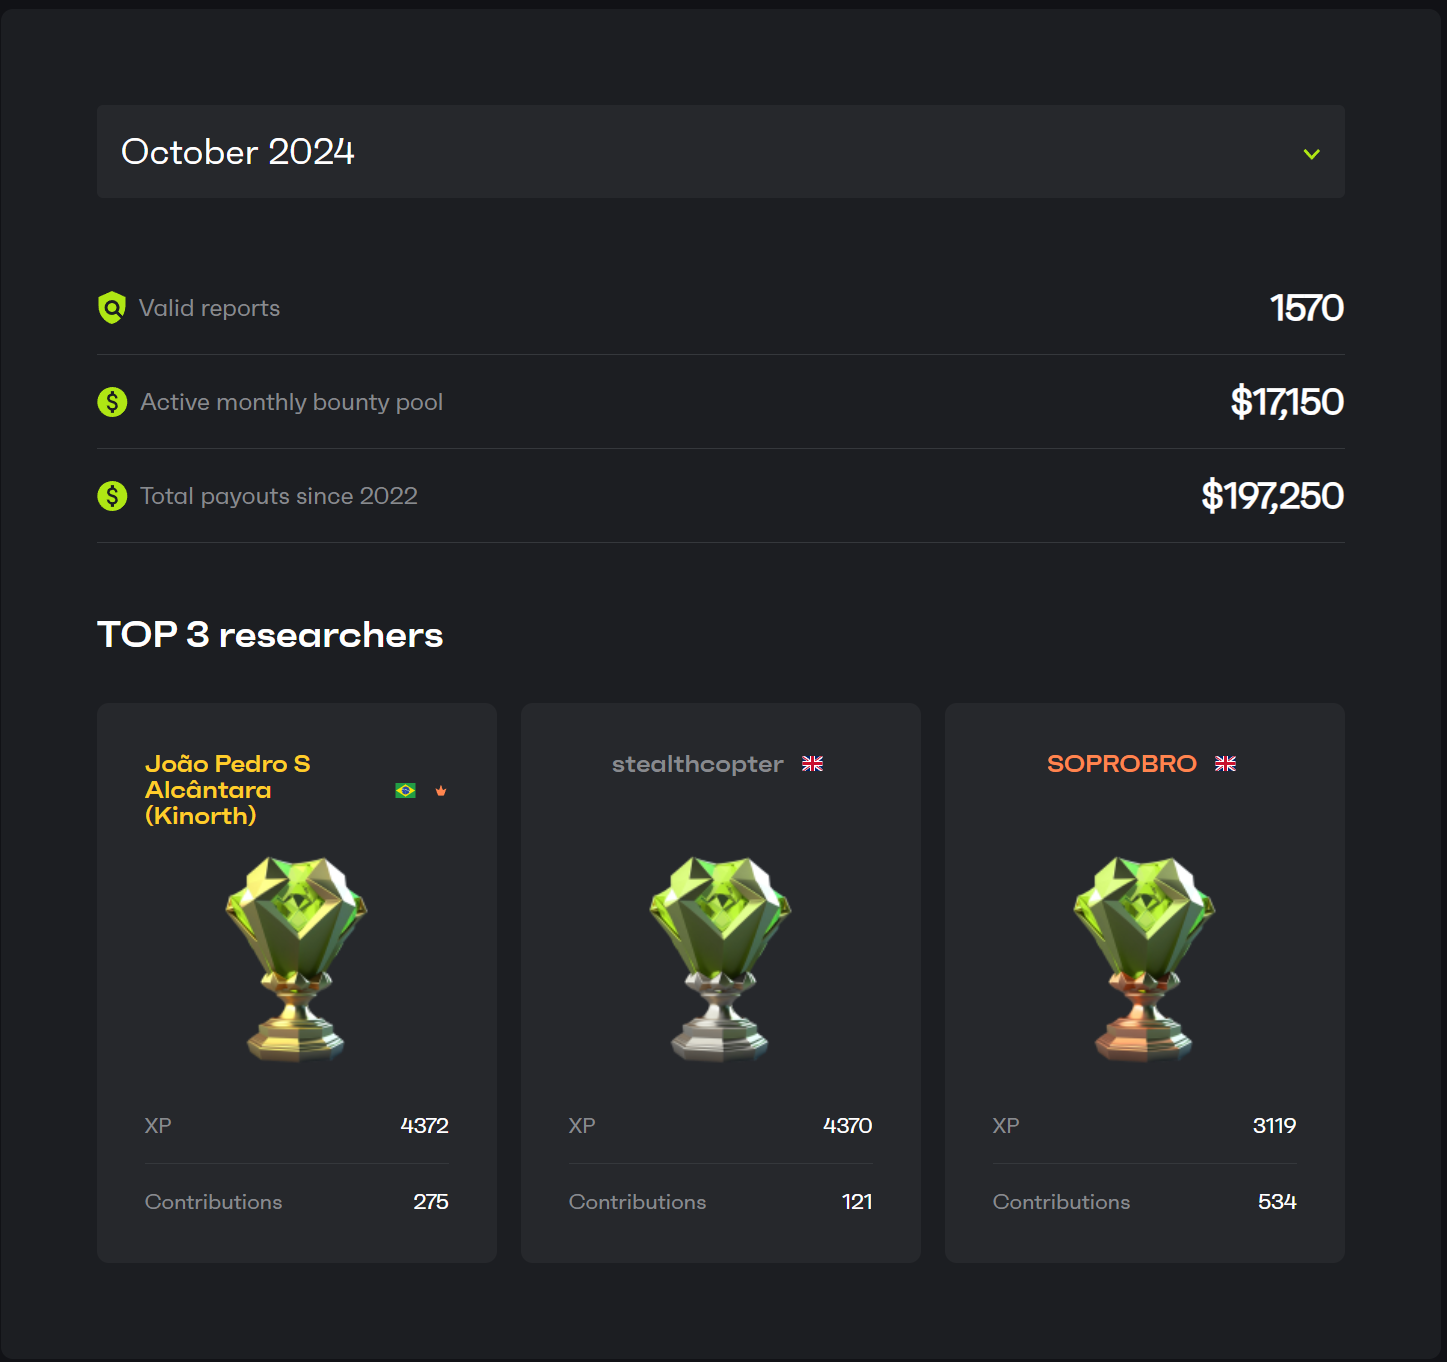 October 2024
Valid reports 1570
Active monthly bounty pool $17,150
Total payouts since 2022 $197,250
TOP 3 researchers
João Pedro S
Alcântara
(Kinorth)
XP 4372
Contributions 275
stealthcopter
XP 4370
Contributions 121
SOPROBRO
XP 3119
Contributions 534